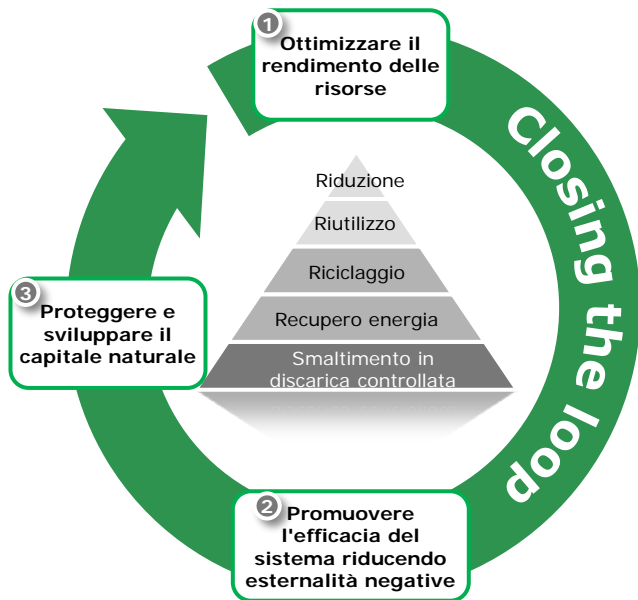 1
Ottimizzare il
rendimento delle
risorse
Closing the loop
Riduzione
Riutilizzo
Riciclaggio
Recupero energia
Smaltimento in
discarica controllata
3
Proteggere e
sviluppare il
capitale naturale
2
Promuovere
l'efficacia del
sistema riducendo
esternalità negative